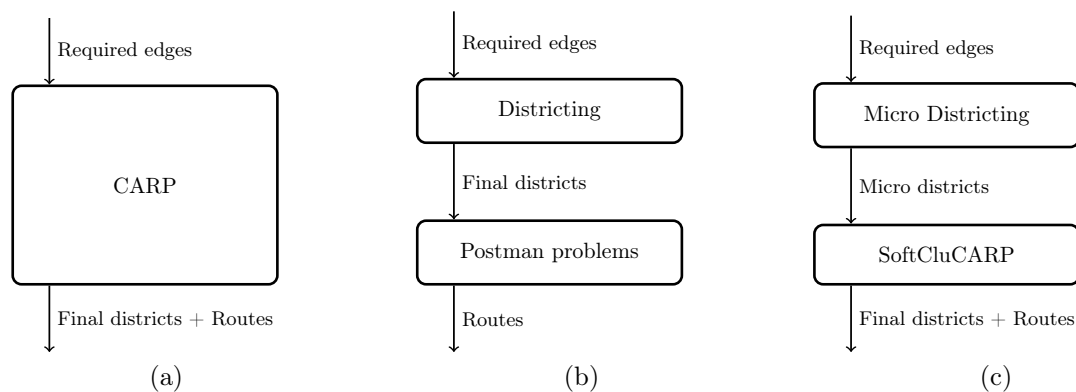 Required edges
CARP
Final districts + Routes
(a)
Required edges
Districting
Final districts
Postman problems
Routes
(b)
Required edges
Micro Districting
Micro districts
SoftCluCARP
Final districts + Routes
(c)